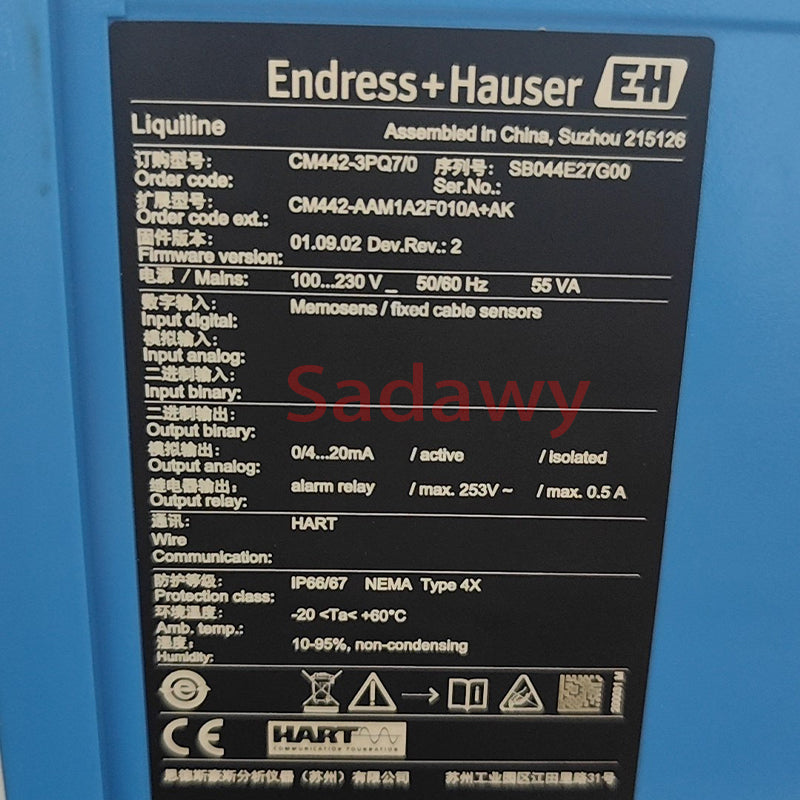 Endress+Hauser EH
Liquiline
Assembled in China, Suzhou 215126
订购型号:
Order code:
CM442-3PQ7/0
序列号:
Ser.No.:
SB044E27G00
扩展型号:
Order code ext.:
CM442-AAM1A2F010A+AK
固件版本:
Firmware version:
01.09.02 Dev.Rev.: 2
电源 / Mains: 100...230 V _ 50/60 Hz 55 VA
数字输入:
Input digital:
Memosens / fixed cable sensors
模拟输入:
Input analog:
二进制输入:
Input binary:
Sadawy
二进制输出:
Output binary:
模拟输出:
Output analog:
0/4...20mA / active / isolated
继电器输出:
Output relay:
alarm relay / max. 253V ~ / max. 0.5 A
通讯:
Wire
Communication:
HART
防护等级:
Protection class:
IP66/67 NEMA Type 4X
环境温度:
Amb. temp.:
-20 <Ta< +60°C
湿度:
Humidity:
10-95%, non-condensing
CE
HART
COMMUNICATION FOUNDATION
恩德斯豪斯分析仪器（苏州）有限公司 苏州工业园区江田里路31号